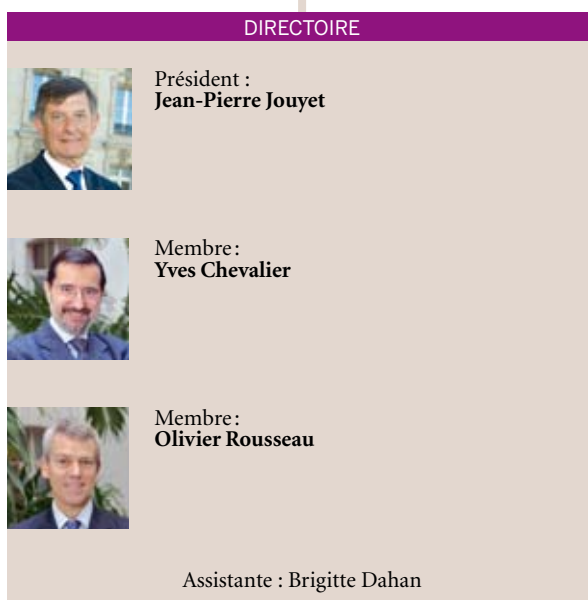 DIRECTOIRE
Président :
Jean-Pierre Jouyet
Membre :
Yves Chevalier
Membre :
Olivier Rousseau
Assistante : Brigitte Dahan